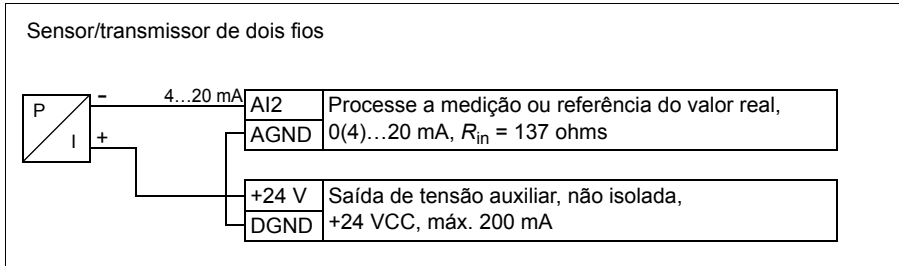 Sensor/transmissor de dois fios
P
I
-
+
4…20 mA
AI2
Processe a medição ou referência do valor real,
AGND
0(4)…20 mA, Rin = 137 ohms
+24 V
Saída de tensão auxiliar, não isolada,
DGND
+24 VCC, máx. 200 mA